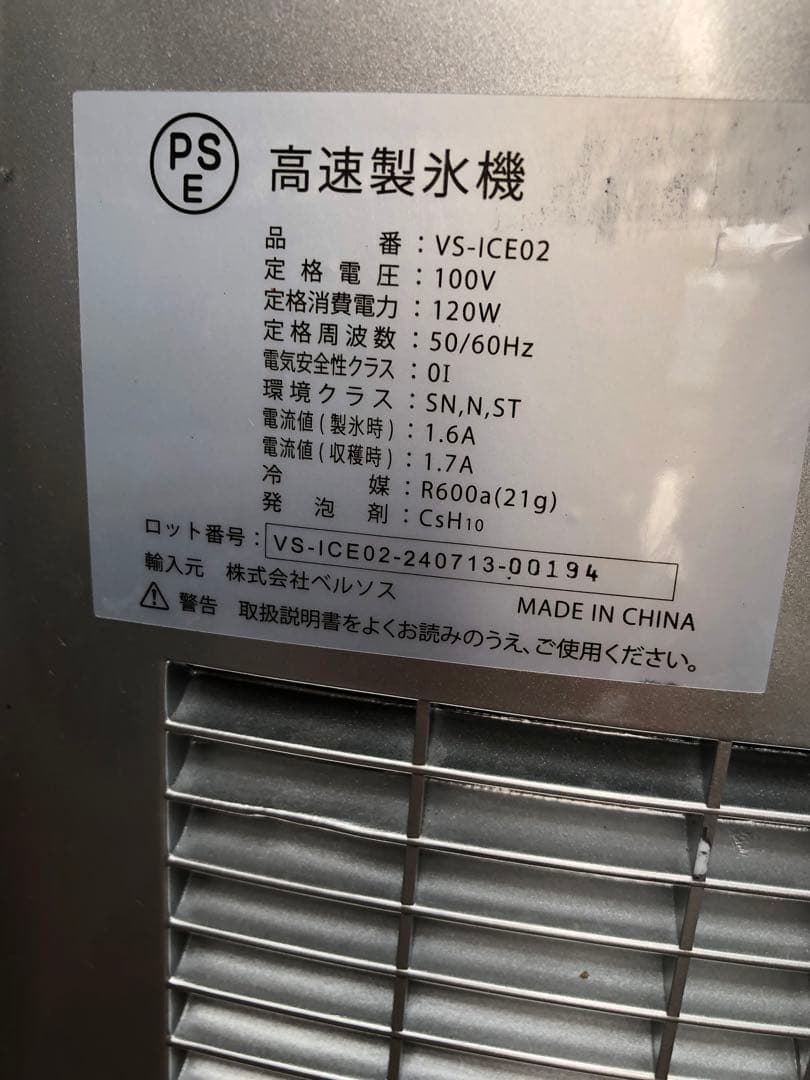 PSE
高速製氷機
品番：VS-ICE02
定格電圧：100V
定格消費電力：120W
定格周波数：50/60Hz
電気安全性クラス：0I
環境クラス：SN,N,ST
電流値(製氷時)：1.6A
電流値(収穫時)：1.7A
冷媒：R600a(21g)
発泡剤：CsH10
ロット番号：VS-ICE02-240713-00194
輸入元 株式会社ベルソス
MADE IN CHINA
警告 取扱説明書をよくお読みのうえ、ご使用ください。